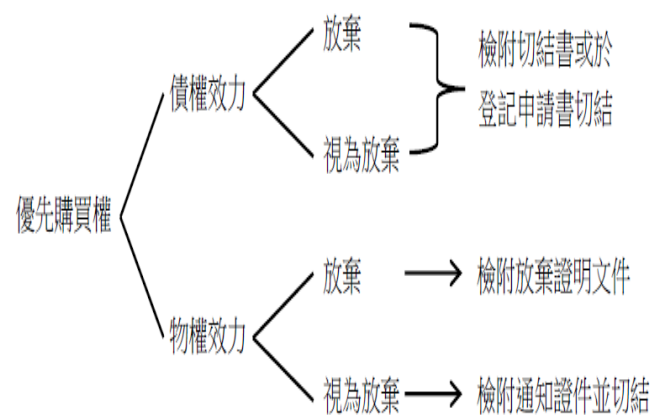 優先購買權
債權效力
放棄
視為放棄
檢附切結書或於
登記申請書切結
物權效力
放棄
檢附放棄證明文件
視為放棄
檢附通知證件並切結